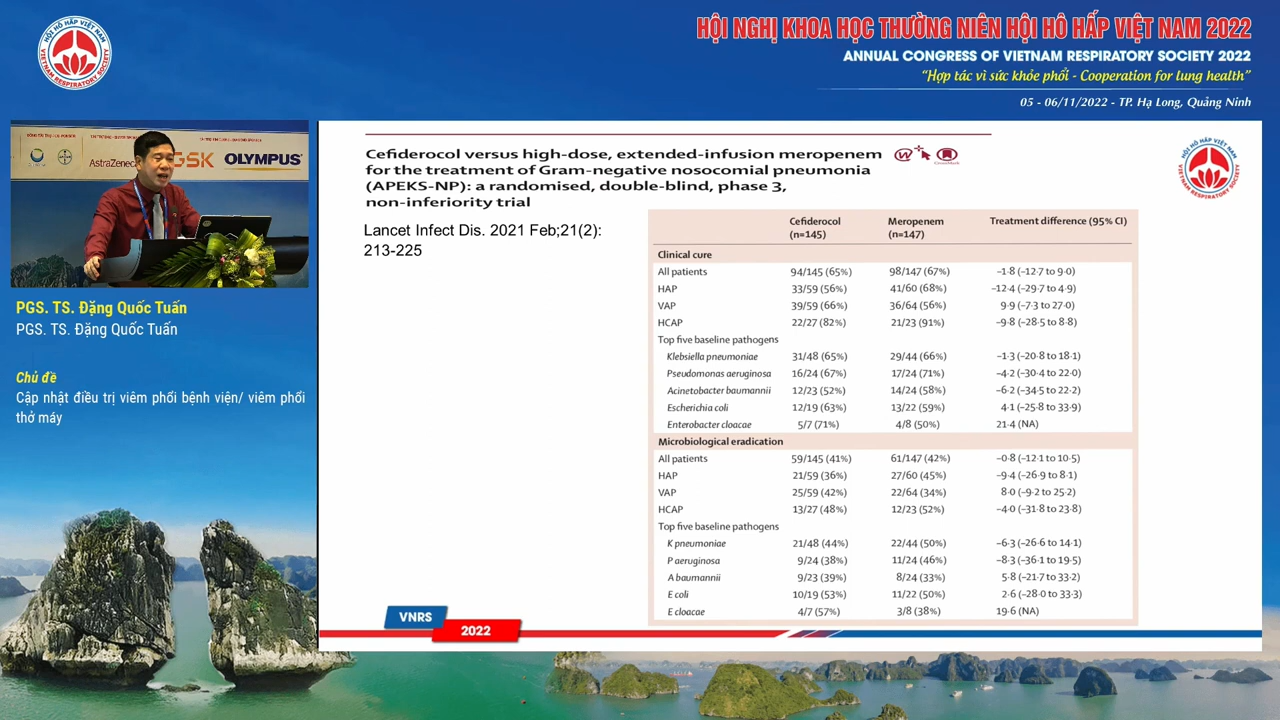 HỘI NGHỊ KHOA HỌC THƯỜNG NIÊN HỘI HÔ HẤP VIỆT NAM 2022
ANNUAL CONGRESS OF VIETNAM RESPIRATORY SOCIETY 2022
“Hợp tác vì sức khỏe phổi - Cooperation for lung health”
05 - 06/11/2022 - TP. Hạ Long, Quảng Ninh
HỘI HÔ HẤP VIỆT NAM
VIETNAM RESPIRATORY SOCIETY
AstraZenec
GSK
OLYMPUS
PGS. TS. Đặng Quốc Tuấn
PGS. TS. Đặng Quốc Tuấn
Chủ đề
Cập nhật điều trị viêm phổi bệnh viện/ viêm phổi
thở máy
Cefiderocol versus high-dose, extended-infusion meropenem
for the treatment of Gram-negative nosocomial pneumonia
(APEKS-NP): a randomised, double-blind, phase 3,
non-inferiority trial
Lancet Infect Dis. 2021 Feb;21(2):
213-225
HỘI HÔ HẤP VIỆT NAM
VIETNAM RESPIRATORY SOCIETY
Cefiderocol (n=145) Meropenem (n=147) Treatment difference (95% CI)
Clinical cure
All patients 94/145 (65%) 98/147 (67%) –1·8 (–12·7 to 9·0)
HAP 33/59 (56%) 41/60 (68%) –12·4 (–29·7 to 4·9)
VAP 39/59 (66%) 36/64 (56%) 9·9 (–7·3 to 27·0)
HCAP 22/27 (82%) 21/23 (91%) –9·8 (–28·5 to 8·8)
Top five baseline pathogens
Klebsiella pneumoniae 31/48 (65%) 29/44 (66%) –1·3 (–20·8 to 18·1)
Pseudomonas aeruginosa 16/24 (67%) 17/24 (71%) –4·2 (–30·4 to 22·0)
Acinetobacter baumannii 12/23 (52%) 14/24 (58%) –6·2 (–34·5 to 22·2)
Escherichia coli 12/19 (63%) 13/22 (59%) 4·1 (–25·8 to 33·9)
Enterobacter cloacae 5/7 (71%) 4/8 (50%) 21·4 (NA)
Microbiological eradication
All patients 59/145 (41%) 61/147 (42%) –0·8 (–12·1 to 10·5)
HAP 21/59 (36%) 27/60 (45%) –9·4 (–26·9 to 8·1)
VAP 25/59 (42%) 22/64 (34%) 8·0 (–9·2 to 25·2)
HCAP 13/27 (48%) 12/23 (52%) –4·0 (–31·8 to 23·8)
Top five baseline pathogens
K pneumoniae 21/48 (44%) 22/44 (50%) –6·3 (–26·6 to 14·1)
P aeruginosa 9/24 (38%) 11/24 (46%) –8·3 (–36·1 to 19·5)
A baumannii 9/23 (39%) 8/24 (33%) 5·8 (–21·7 to 33·2)
E coli 10/19 (53%) 11/22 (50%) 2·6 (–28·0 to 33·3)
E cloacae 4/7 (57%) 3/8 (38%) 19·6 (NA)
VNRS
2022